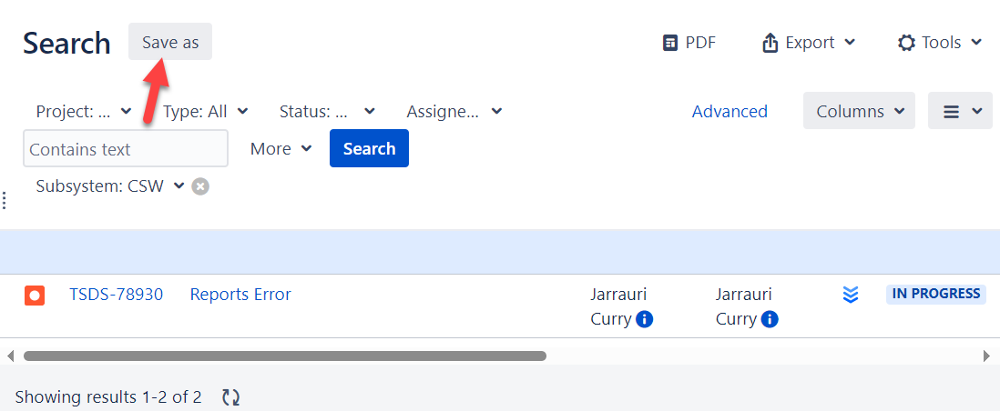 Search Save as PDF Export Tools
Project: ... Type: All Status: ... Assigne... Advanced Columns
Contains text More Search
Subsystem: CSW
TSDS-78930 Reports Error Jarrauri Jarrauri IN PROGRESS
Curry Curry
Showing results 1-2 of 2